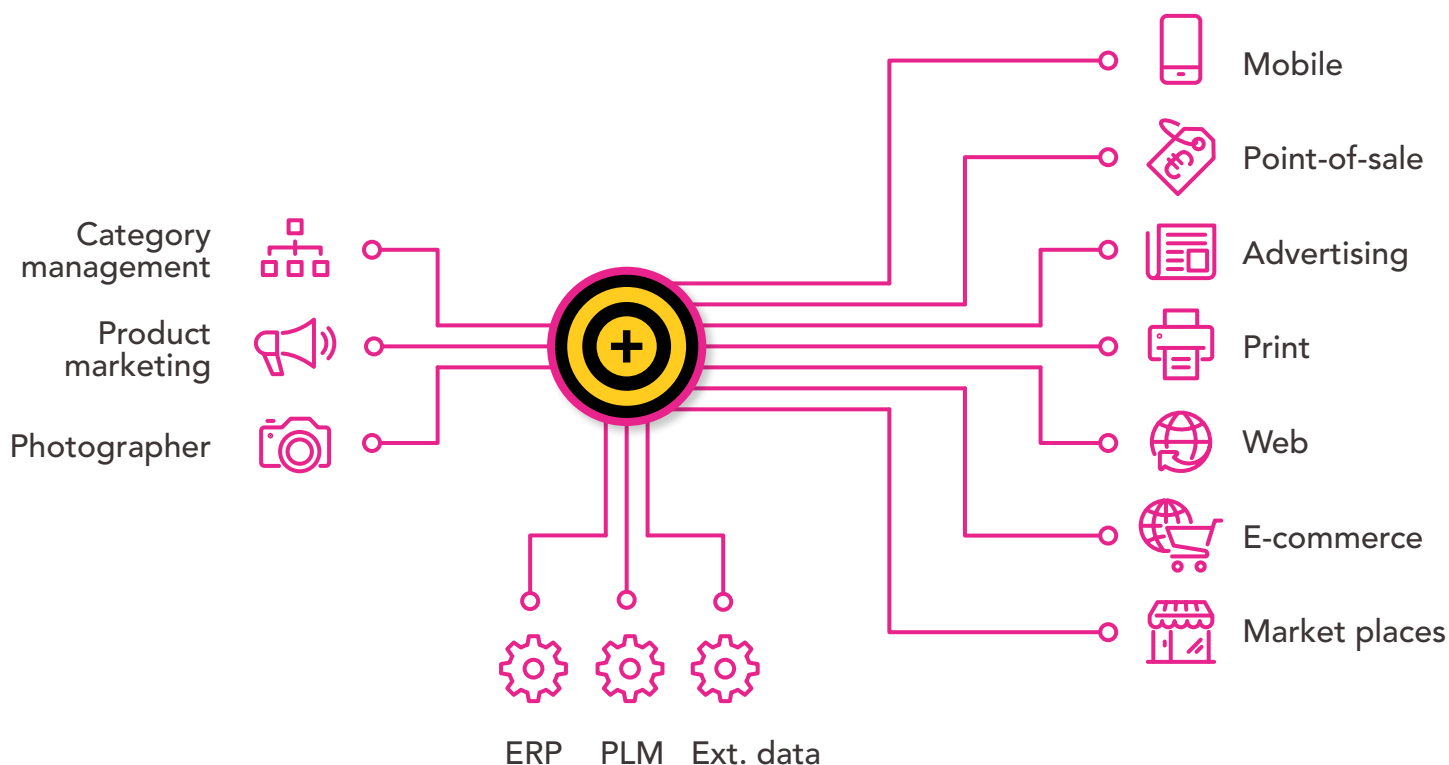 Category
management
Product
marketing
Photographer
+
ERP
PLM
Ext. data
Mobile
Point-of-sale
€
Advertising
Print
Web
E-commerce
Market places